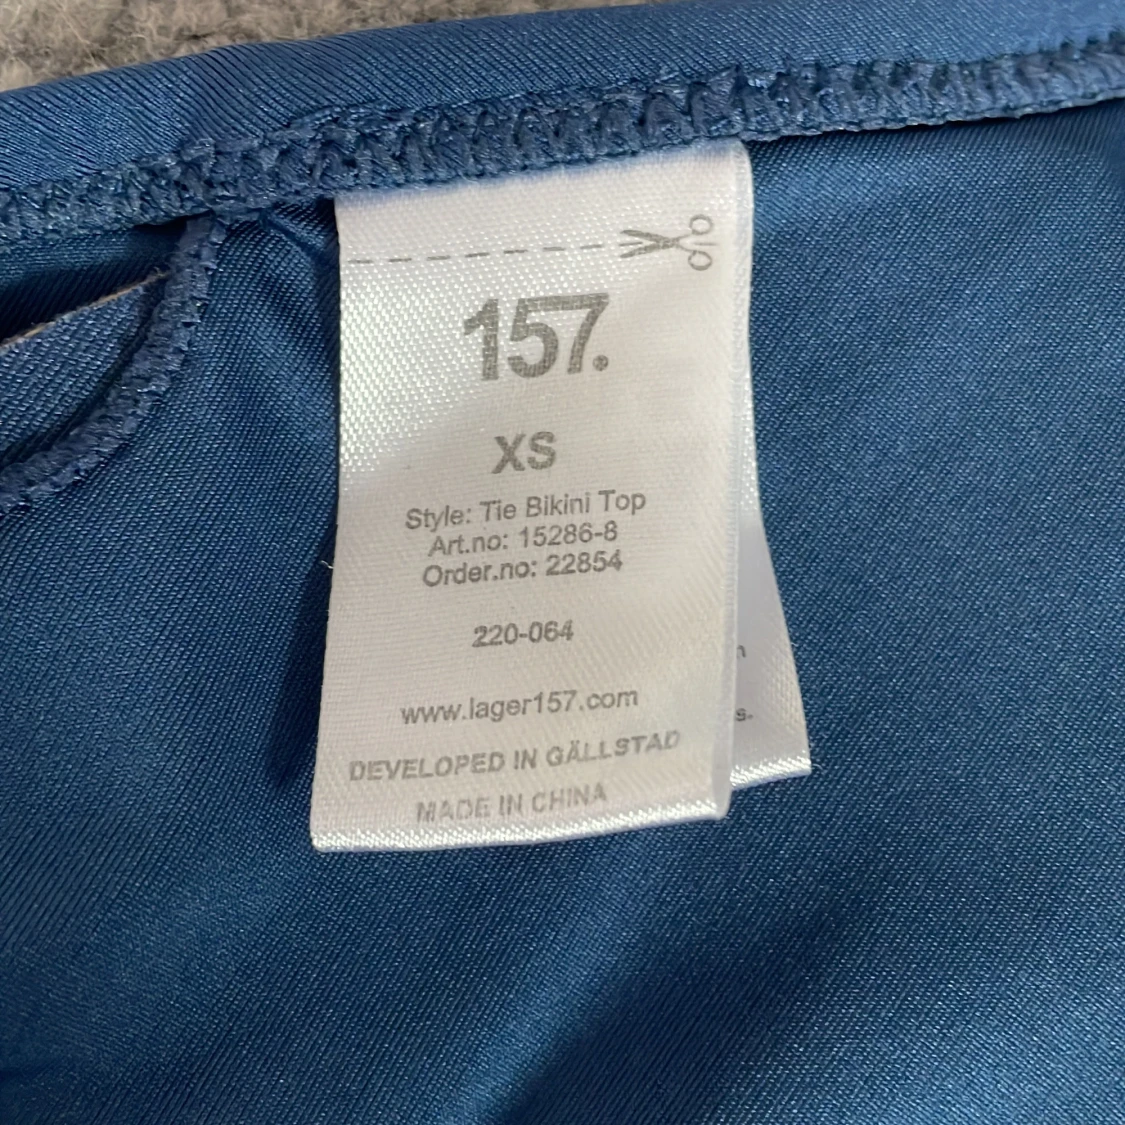 157.
XS
Style: Tie Bikini Top
Art.no: 15286-8
Order.no: 22854
220-064
www.lager157.com
DEVELOPED IN GÄLLSTAD
MADE IN CHINA
s.